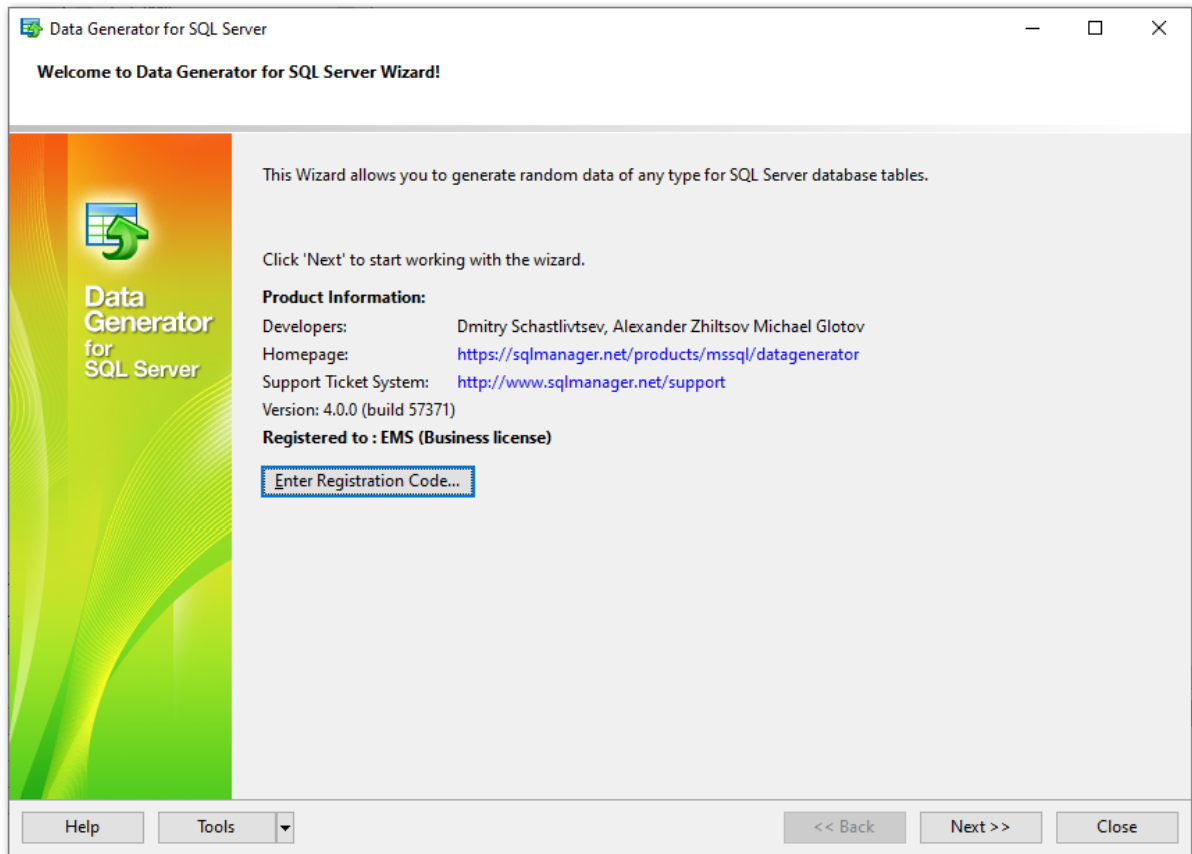 Data Generator for SQL Server
Welcome to Data Generator for SQL Server Wizard!
Data
Generator
for
SQL Server
This Wizard allows you to generate random data of any type for SQL Server database tables.
Click 'Next' to start working with the wizard.
Product Information:
Developers: Dmitry Schastlivtsev, Alexander Zhiltsov Michael Glotov
Homepage: https://sqlmanager.net/products/mssql/datagenerator
Support Ticket System: http://www.sqlmanager.net/support
Version: 4.0.0 (build 57371)
Registered to : EMS (Business license)
Enter Registration Code...
Help Tools << Back Next >> Close